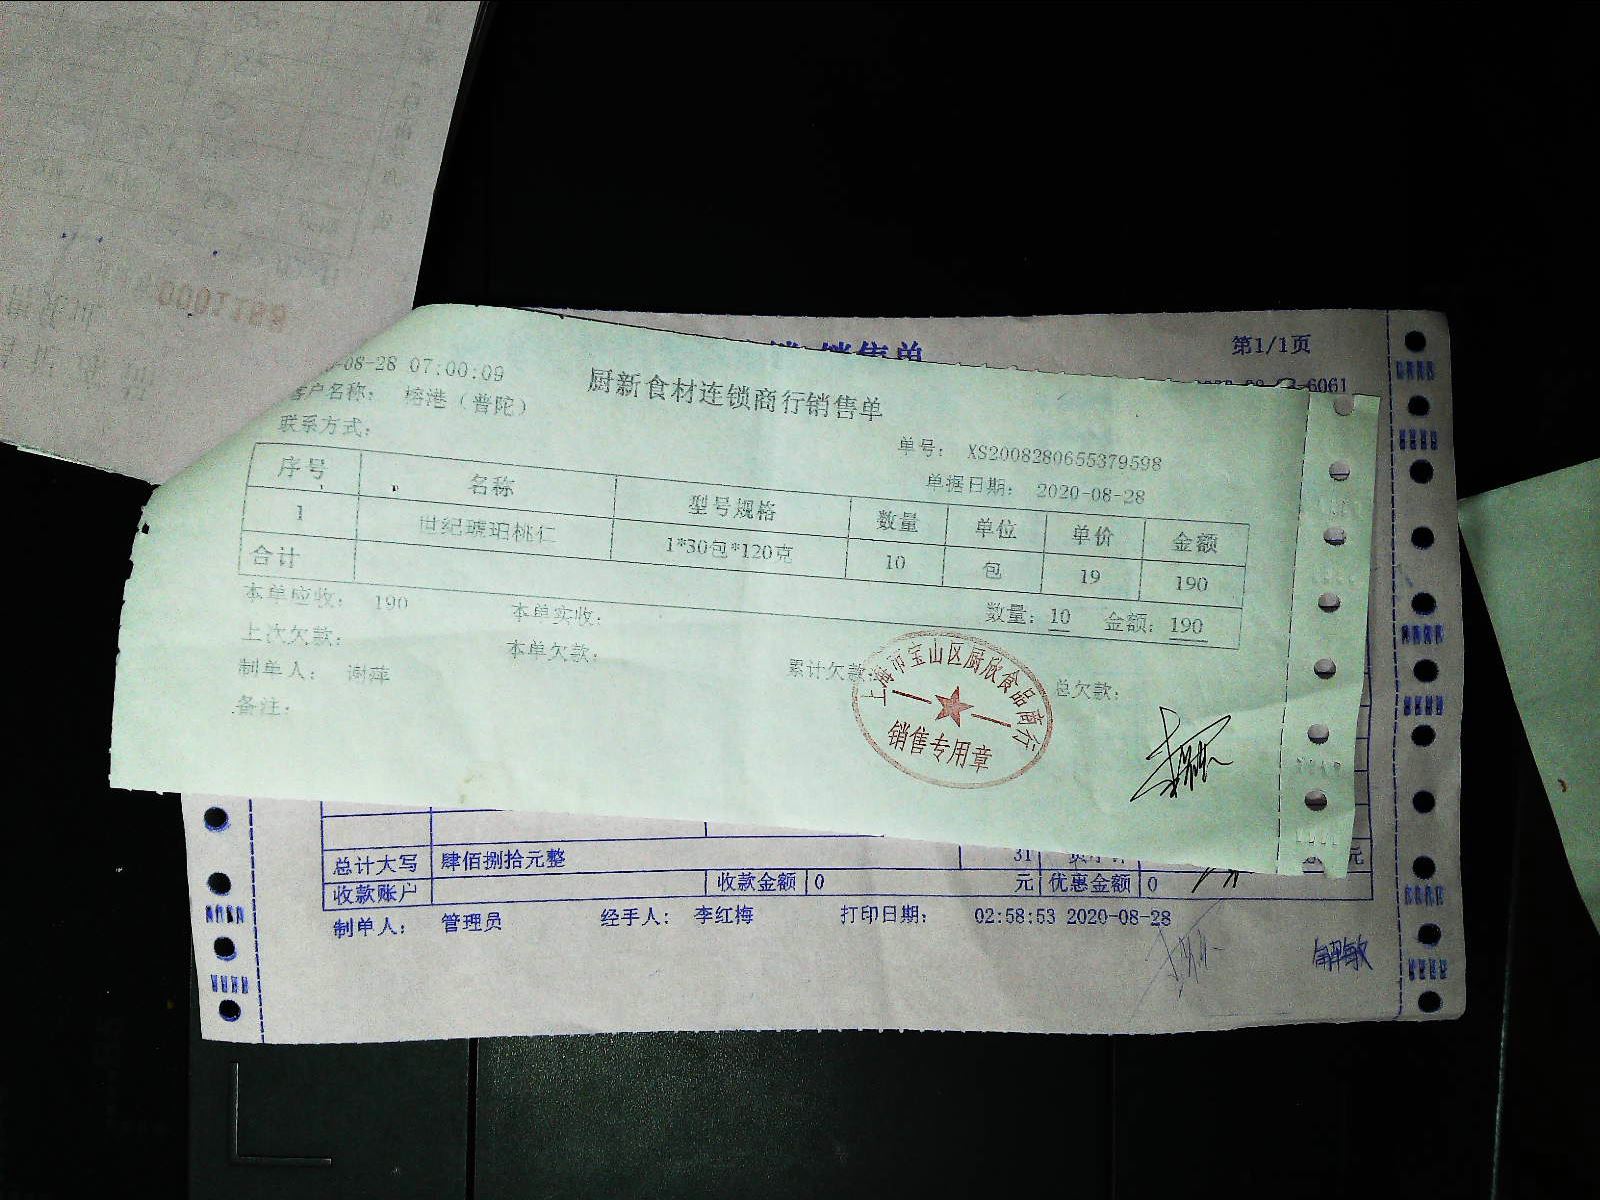 第1/1页
销售单
-6061
-08-28 07:00:09
厨新食材连锁商行销售单
客户名称： 榕港（普陀）
联系方式：
单号： XS2008280655379598
单据日期： 2020-08-28
序号 名称 型号规格 数量 单位 单价 金额
1 世纪琥珀桃仁 1*30包*120克 10 包 19 190
合计 数量：10 金额：190
本单应收： 190 本单实收：
上次欠款： 本单欠款： 累计欠款： 总欠款：
制单人： 谢萍
备注：
上海市宝山区厨欣食品商行
销售专用章
总计大写 肆佰捌拾元整 31
收款账户 收款金额 0 元 优惠金额 0
制单人： 管理员 经手人： 李红梅 打印日期： 02:58:53 2020-08-28